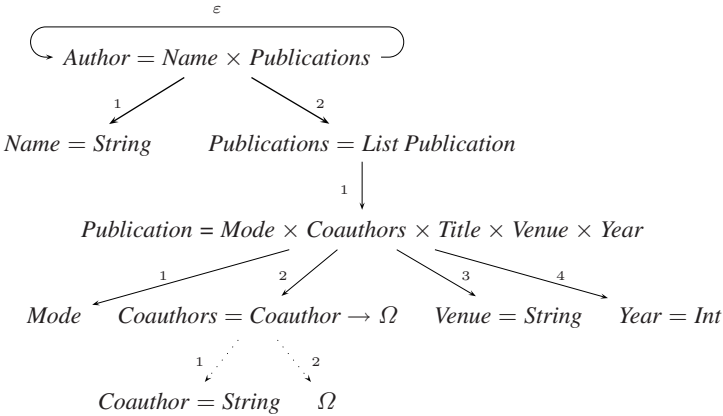 ε
Author = Name × Publications
1 2
Name = String Publications = List Publication
1
Publication = Mode × Coauthors × Title × Venue × Year
1 2 3 4
Mode Coauthors = Coauthor → Ω Venue = String Year = Int
1 2
Coauthor = String Ω